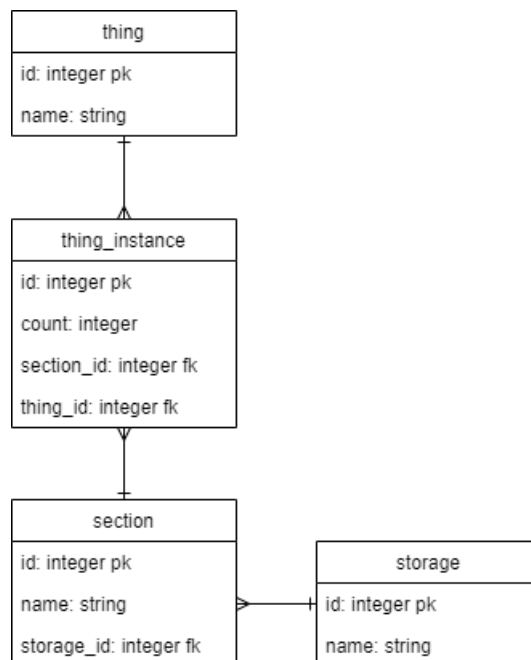 thing
id: integer pk
name: string
thing_instance
id: integer pk
count: integer
section_id: integer fk
thing_id: integer fk
section
id: integer pk
name: string
storage_id: integer fk
storage
id: integer pk
name: string